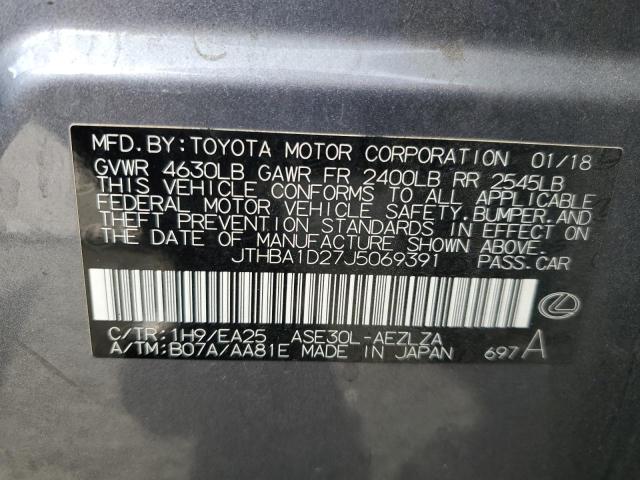 MFD.BY:TOYOTA MOTOR CORPORATION 01/18
GVWR 4630LB GAWR FR 2400LB RR 2545LB
THIS VEHICLE CONFORMS TO ALL APPLICABLE
FEDERAL MOTOR VEHICLE SAFETY,BUMPER,AND
THEFT PREVENTION STANDARDS IN EFFECT ON
THE DATE OF MANUFACTURE SHOWN ABOVE.
JTHBA1D27J5069391 PASS.CAR
C/TR:1H9/EA25 ASE30L-AEZLZA
A/TM:B07A/AA81E MADE IN JAPAN 697A